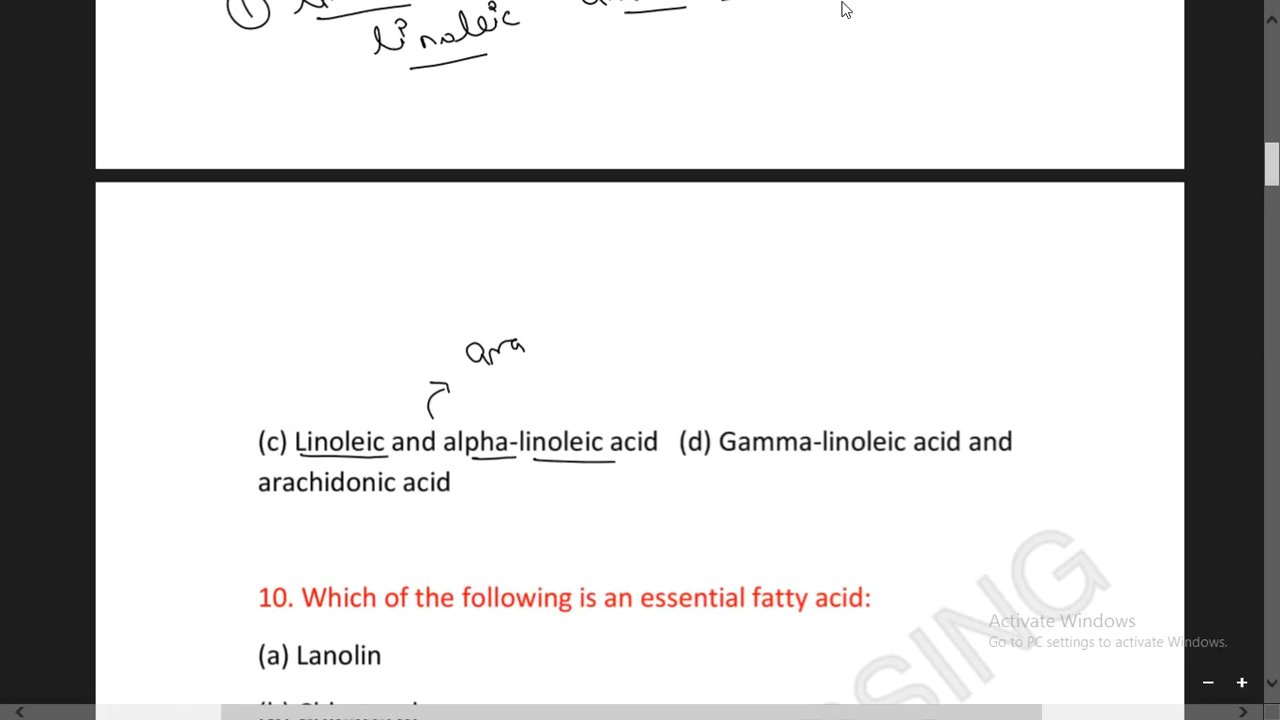 linoleic
ara
(c) Linoleic and alpha-linoleic acid (d) Gamma-linoleic acid and
arachidonic acid
10. Which of the following is an essential fatty acid:
SING
Activate Windows
Go to PC settings to activate Windows.
(a) Lanolin